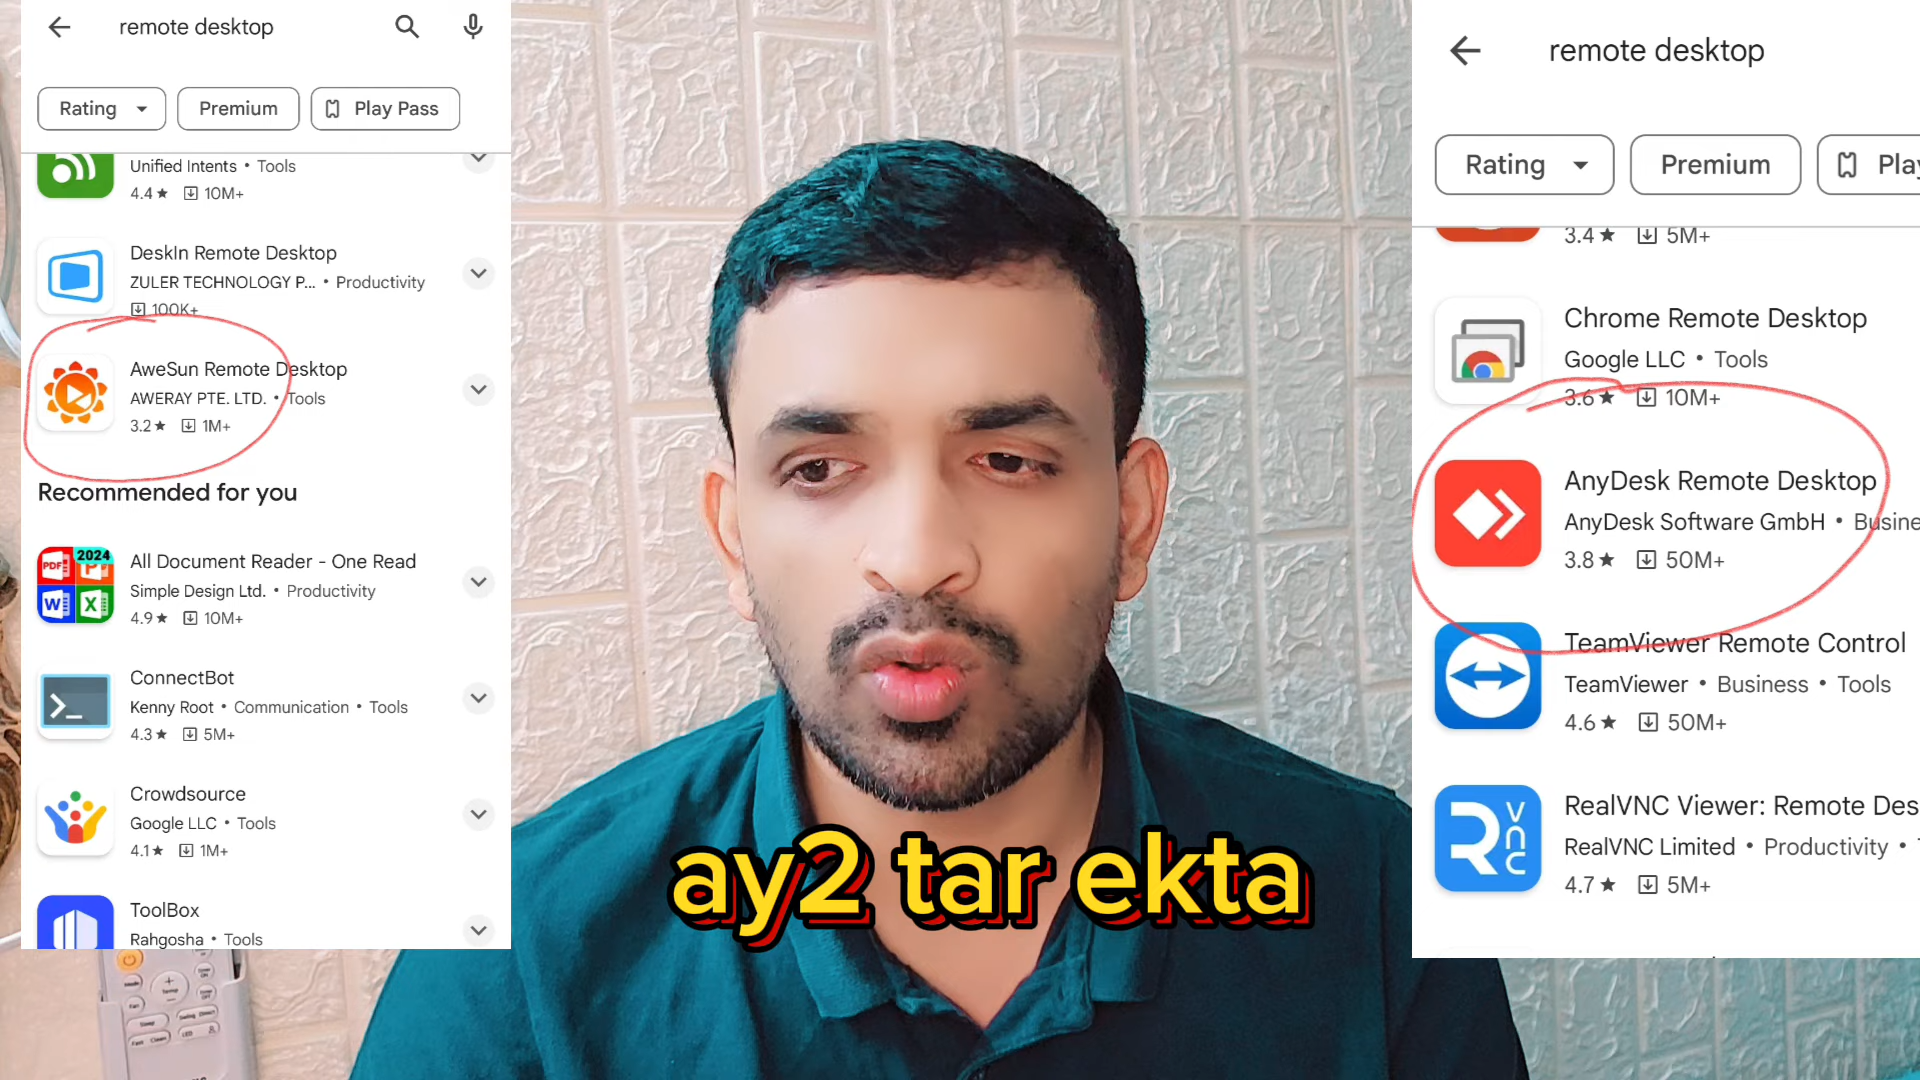 remote desktop
Rating
Premium
Play Pass
Unified Intents • Tools
4.4★ 10M+
DeskIn Remote Desktop
ZULER TECHNOLOGY P... • Productivity
100K+
AweSun Remote Desktop
AWERAY PTE. LTD. • Tools
3.2★ 1M+
Recommended for you
2024
PDF
P
W
X
All Document Reader - One Read
Simple Design Ltd. • Productivity
4.9★ 10M+
ConnectBot
Kenny Root • Communication • Tools
4.3★ 5M+
Crowdsource
Google LLC • Tools
4.1★ 1M+
ToolBox
Rahgosha • Tools
ay2 tar ekta
remote desktop
Rating
Premium
Play
3.4★ 5M+
Chrome Remote Desktop
Google LLC • Tools
3.6★ 10M+
AnyDesk Remote Desktop
AnyDesk Software GmbH • Busine
3.8★ 50M+
TeamViewer Remote Control
TeamViewer • Business • Tools
4.6★ 50M+
R VNC
RealVNC Viewer: Remote Des
RealVNC Limited • Productivity •
4.7★ 5M+